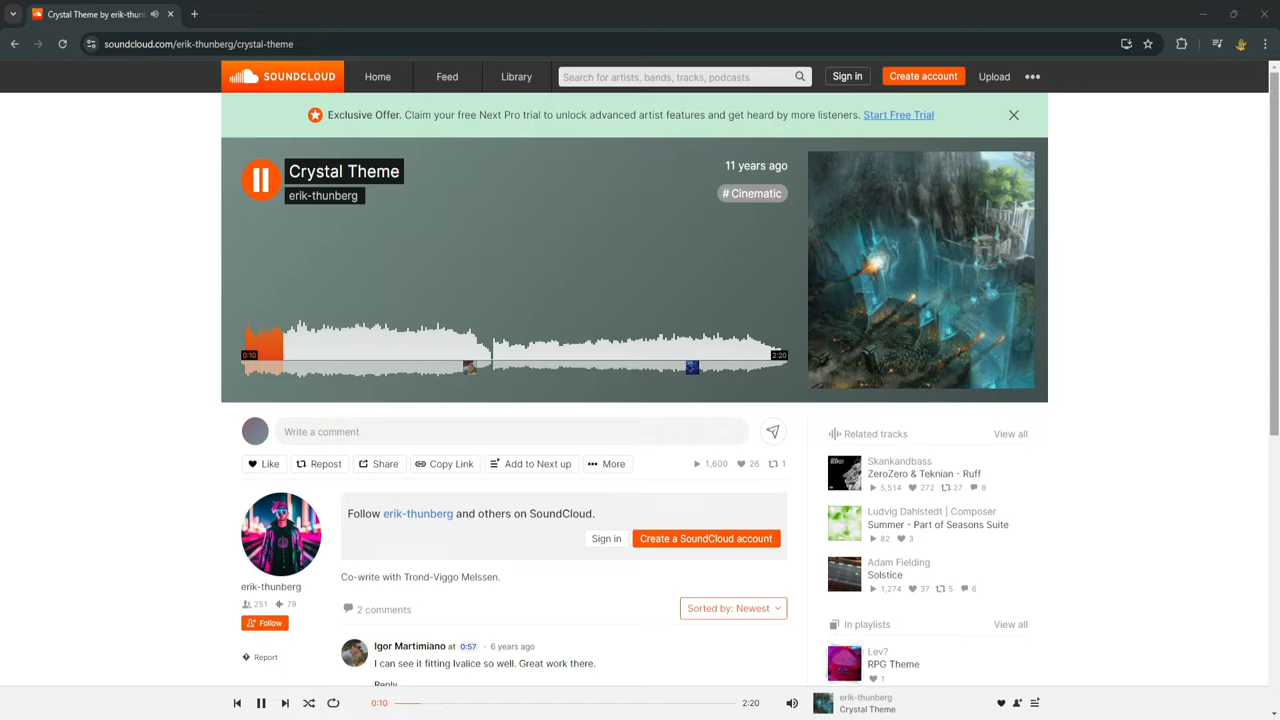 Crystal Theme by erik-thun
soundcloud.com/erik-thunberg/crystal-theme
SOUNDCLOUD
Home
Feed
Library
Search for artists, bands, tracks, podcasts
Sign in
Create account
Upload
Exclusive Offer. Claim your free Next Pro trial to unlock advanced artist features and get heard by more listeners. Start Free Trial
Crystal Theme
erik-thunberg
11 years ago
# Cinematic
0:10
2:20
Write a comment
Like
Repost
Share
Copy Link
Add to Next up
More
1,600
26
1
erik-thunberg
251
79
Follow
Report
Follow erik-thunberg and others on SoundCloud.
Sign in
Create a SoundCloud account
Co-write with Trond-Viggo Melssen.
2 comments
Sorted by: Newest
Igor Martimiano at 0:57 · 6 years ago
I can see it fitting Ivalice so well. Great work there.
Reply
Related tracks
View all
Skankandbass
ZeroZero & Teknian - Ruff
5,514 272 27 8
Ludvig Dahlstedt | Composer
Summer - Part of Seasons Suite
82 3
Adam Fielding
Solstice
1,274 37 5 6
In playlists
View all
Lev?
RPG Theme
1
0:10
2:20
erik-thunberg
Crystal Theme